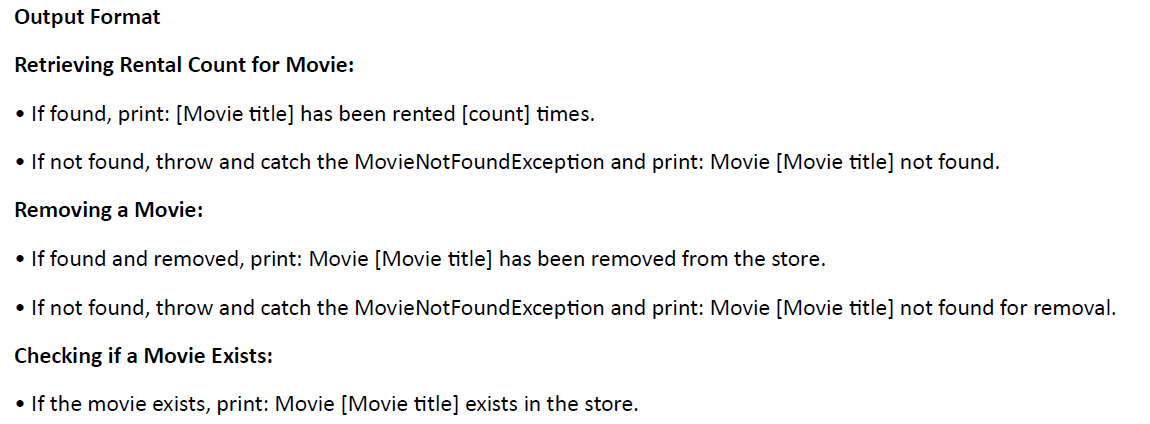 Output Format
Retrieving Rental Count for Movie:
• If found, print: [Movie title] has been rented [count] times.
• If not found, throw and catch the MovieNotFoundException and print: Movie [Movie title] not found.
Removing a Movie:
• If found and removed, print: Movie [Movie title] has been removed from the store.
• If not found, throw and catch the MovieNotFoundException and print: Movie [Movie title] not found for removal.
Checking if a Movie Exists:
• If the movie exists, print: Movie [Movie title] exists in the store.